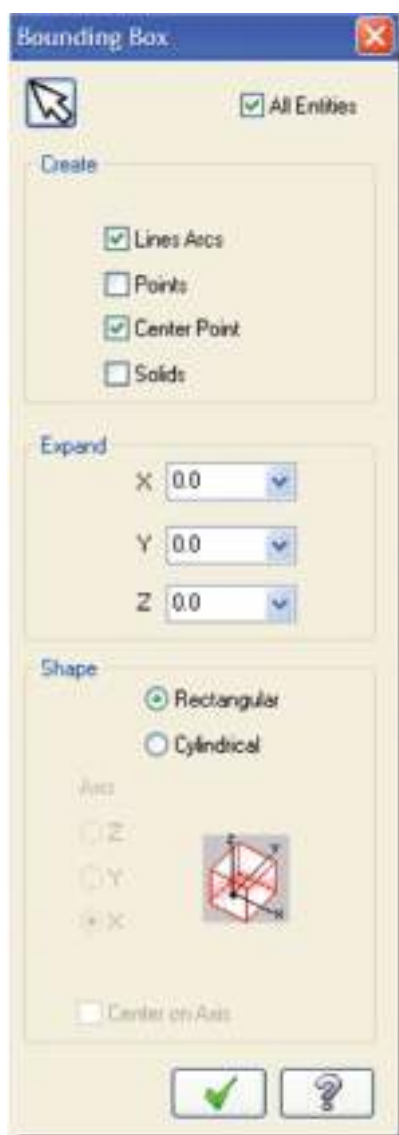 Bounding Box
All Entities
Create
Lines Arcs
Points
Center Point
Solids
Expand
X 0.0
Y 0.0
Z 0.0
Shape
Rectangular
Cylindrical
Axis
Z
Y
X
Z Y
X
Center on Axis
?